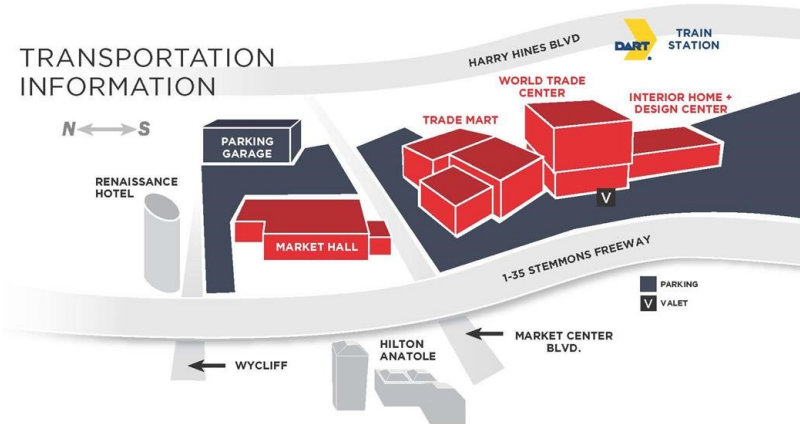 TRANSPORTATION
INFORMATION
N S
HARRY HINES BLVD
DART
TRAIN
STATION
WORLD TRADE
CENTER
INTERIOR HOME +
DESIGN CENTER
TRADE MART
PARKING
GARAGE
RENAISSANCE
HOTEL
MARKET HALL
V
1-35 STEMMONS FREEWAY
PARKING
V VALET
MARKET CENTER
BLVD.
HILTON
ANATOLE
WYCLIFF